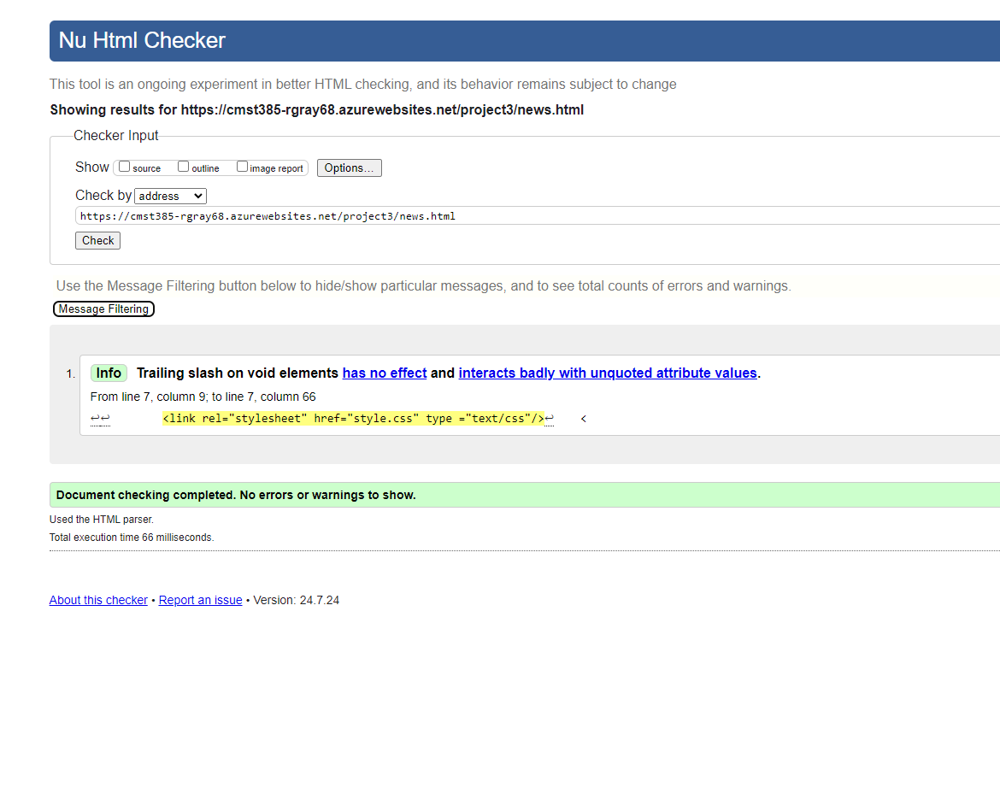 Nu Html Checker
This tool is an ongoing experiment in better HTML checking, and its behavior remains subject to change
Showing results for https://cmst385-rgray68.azurewebsites.net/project3/news.html
Checker Input
Show source outline image report Options...
Check by address
https://cmst385-rgray68.azurewebsites.net/project3/news.html
Check
Use the Message Filtering button below to hide/show particular messages, and to see total counts of errors and warnings.
Message Filtering
1. Info Trailing slash on void elements has no effect and interacts badly with unquoted attribute values.
From line 7, column 9; to line 7, column 66
↩↩ <link rel="stylesheet" href="style.css" type ="text/css"/>↩ <
Document checking completed. No errors or warnings to show.
Used the HTML parser.
Total execution time 66 milliseconds.
About this checker • Report an issue • Version: 24.7.24